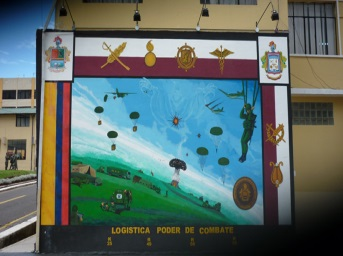 LOGISTICA PODER DE COMBATE